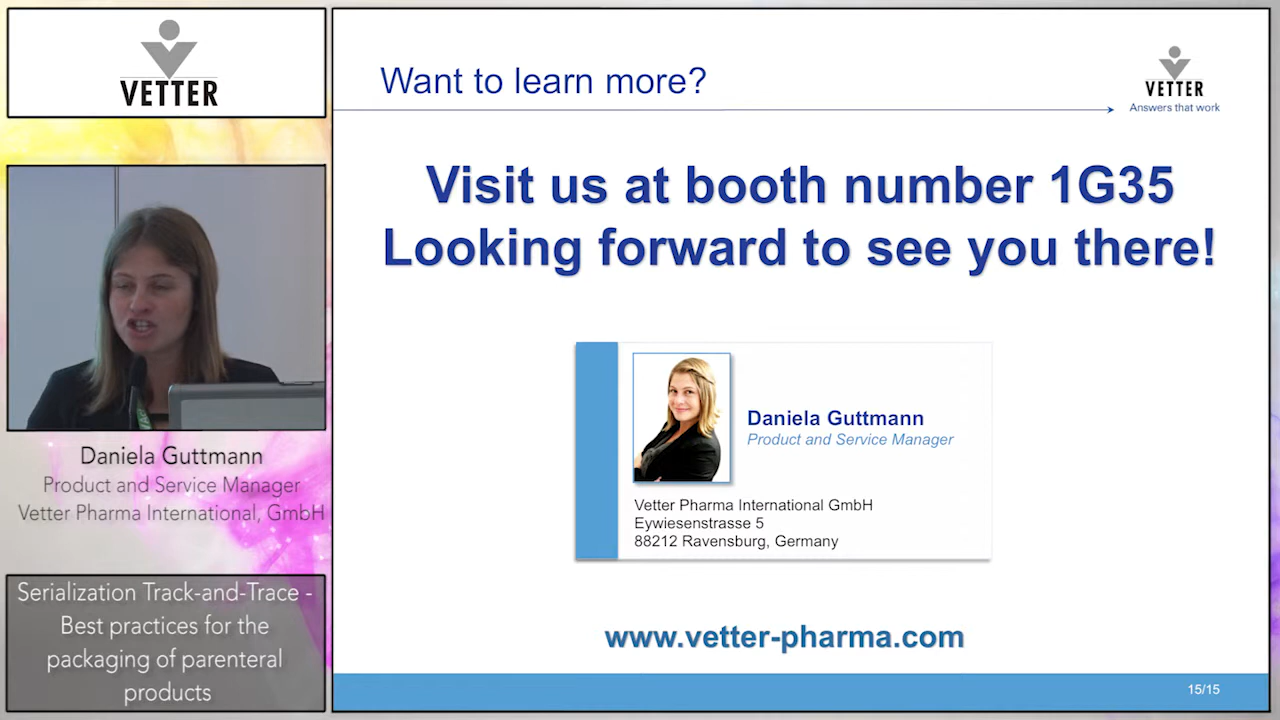 VETTER
Daniela Guttmann
Product and Service Manager
Vetter Pharma International, GmbH
Serialization Track-and-Trace -
Best practices for the
packaging of parenteral
products
Want to learn more?
VETTER
Answers that work
Visit us at booth number 1G35
Looking forward to see you there!
Daniela Guttmann
Product and Service Manager
Vetter Pharma International GmbH
Eywiesenstrasse 5
88212 Ravensburg, Germany
www.vetter-pharma.com
15/15